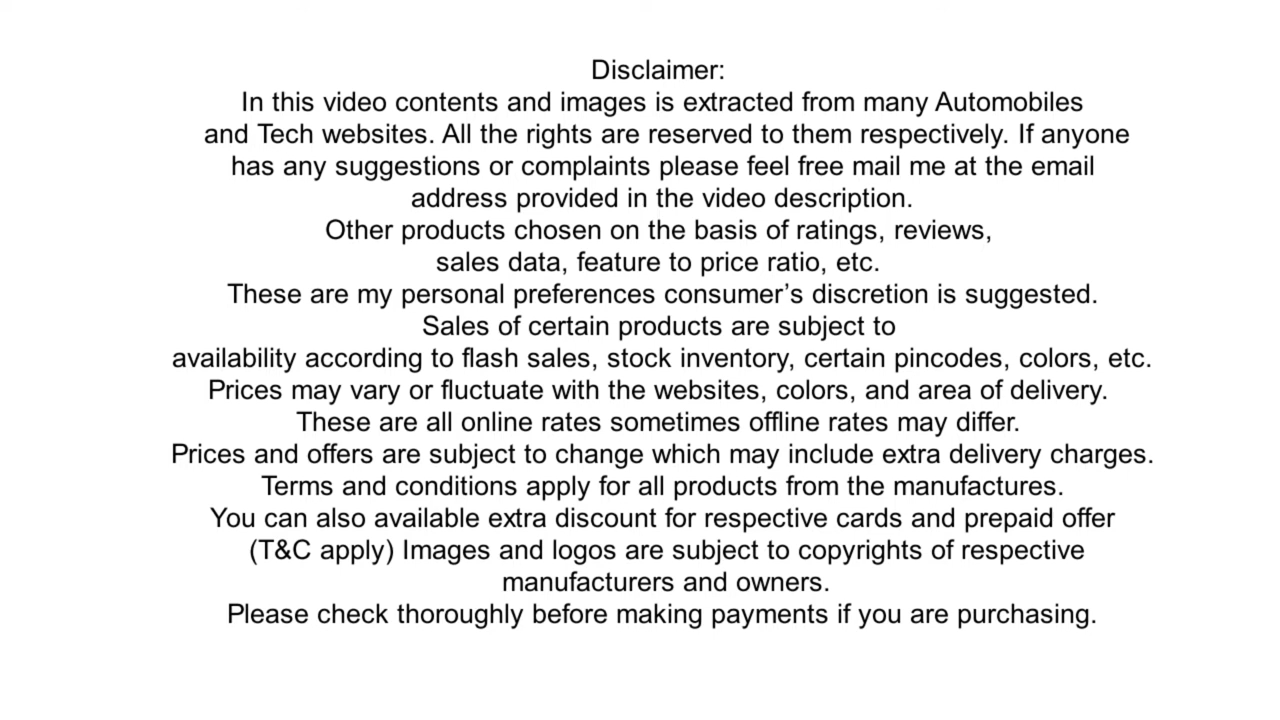 Disclaimer:
In this video contents and images is extracted from many Automobiles
and Tech websites. All the rights are reserved to them respectively. If anyone
has any suggestions or complaints please feel free mail me at the email
address provided in the video description.
Other products chosen on the basis of ratings, reviews,
sales data, feature to price ratio, etc.
These are my personal preferences consumer’s discretion is suggested.
Sales of certain products are subject to
availability according to flash sales, stock inventory, certain pincodes, colors, etc.
Prices may vary or fluctuate with the websites, colors, and area of delivery.
These are all online rates sometimes offline rates may differ.
Prices and offers are subject to change which may include extra delivery charges.
Terms and conditions apply for all products from the manufactures.
You can also available extra discount for respective cards and prepaid offer
(T&C apply) Images and logos are subject to copyrights of respective
manufacturers and owners.
Please check thoroughly before making payments if you are purchasing.